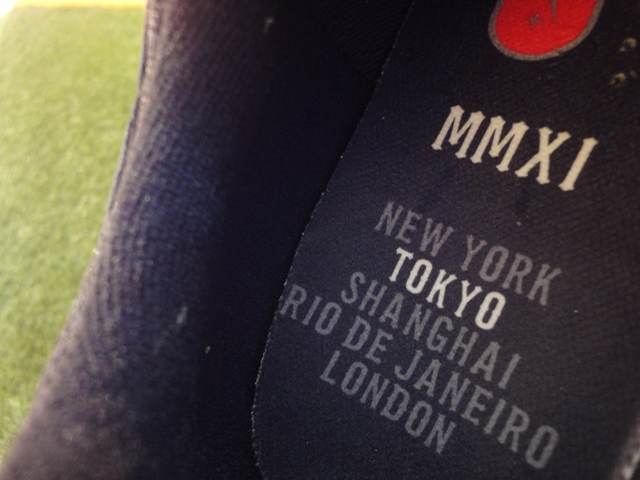 MMXI
NEW YORK
TOKYO
SHANGHAI
RIO DE JANEIRO
LONDON